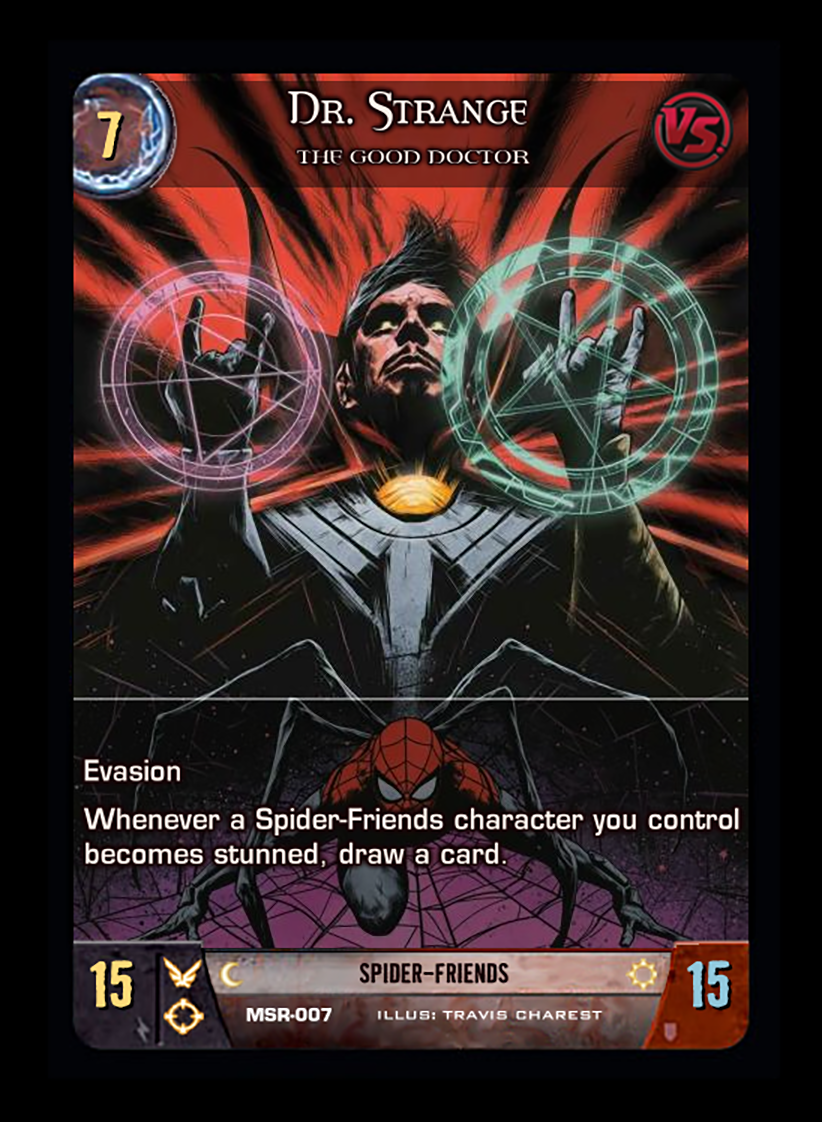 7
DR. STRANGE
THE GOOD DOCTOR
VS.
Evasion
Whenever a Spider-Friends character you control
becomes stunned, draw a card.
15
SPIDER-FRIENDS
15
MSR-007 ILLUS: TRAVIS CHAREST